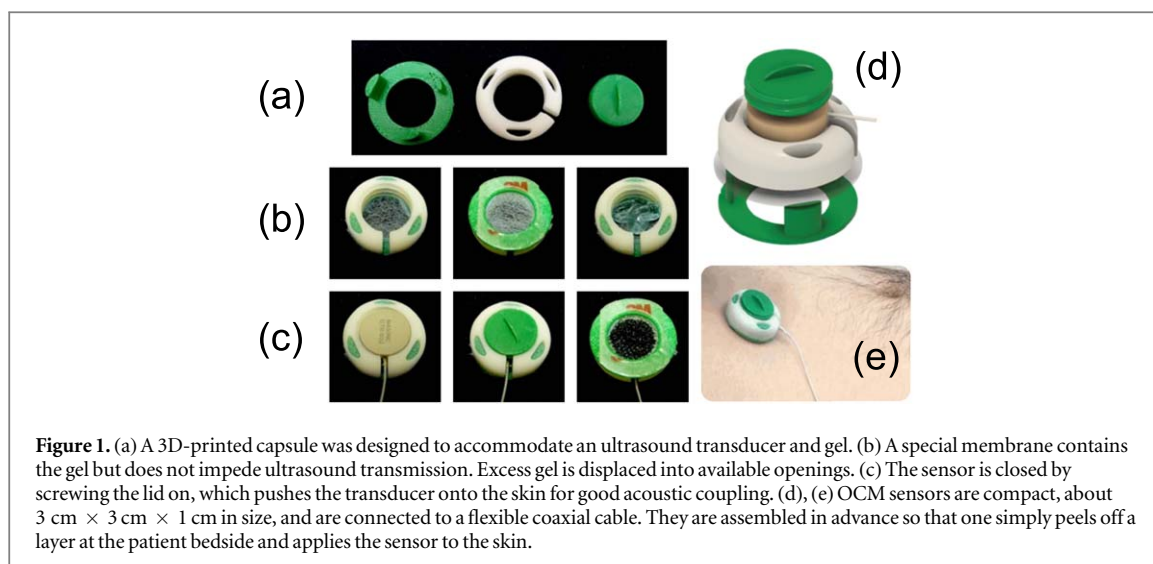 (a)
(d)
(b)
(c)
(e)
Figure 1. (a) A 3D-printed capsule was designed to accommodate an ultrasound transducer and gel. (b) A special membrane contains
the gel but does not impede ultrasound transmission. Excess gel is displaced into available openings. (c) The sensor is closed by
screwing the lid on, which pushes the transducer onto the skin for good acoustic coupling. (d), (e) OCM sensors are compact, about
3 cm × 3 cm × 1 cm in size, and are connected to a flexible coaxial cable. They are assembled in advance so that one simply peels off a
layer at the patient bedside and applies the sensor to the skin.